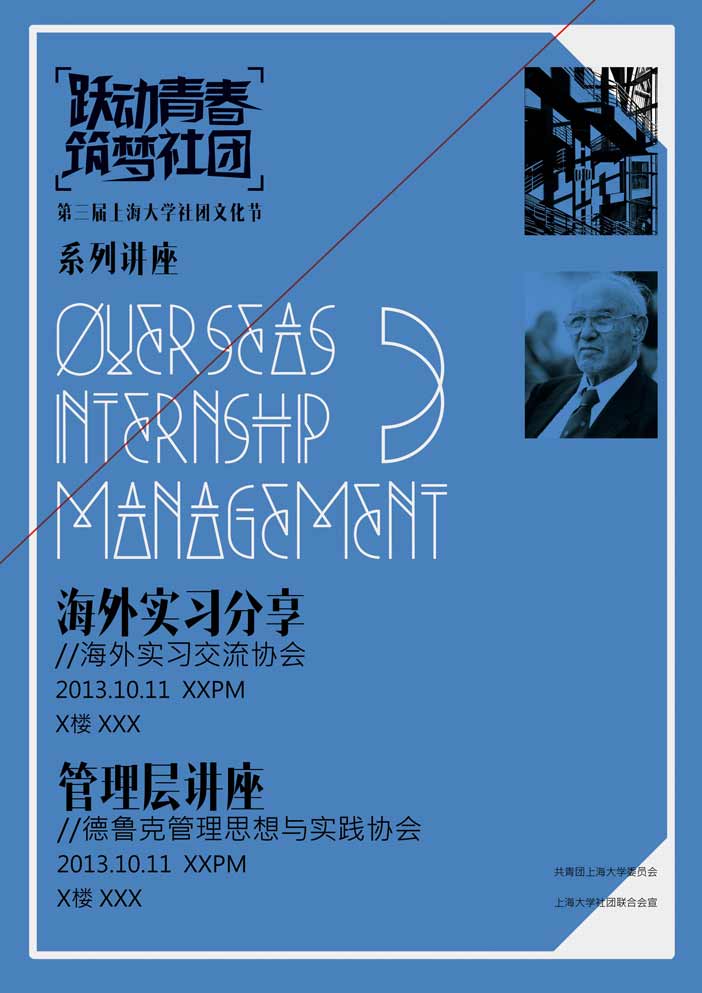 跃动青春
筑梦社团
第三届上海大学社团文化节
系列讲座
OVERSEAS
INTERNSHIP
3
MANAGEMENT
海外实习分享
//海外实习交流协会
2013.10.11 XXPM
X楼 XXX
管理层讲座
//德鲁克管理思想与实践协会
2013.10.11 XXPM
X楼 XXX
共青团上海大学委员会
上海大学社团联合会宣